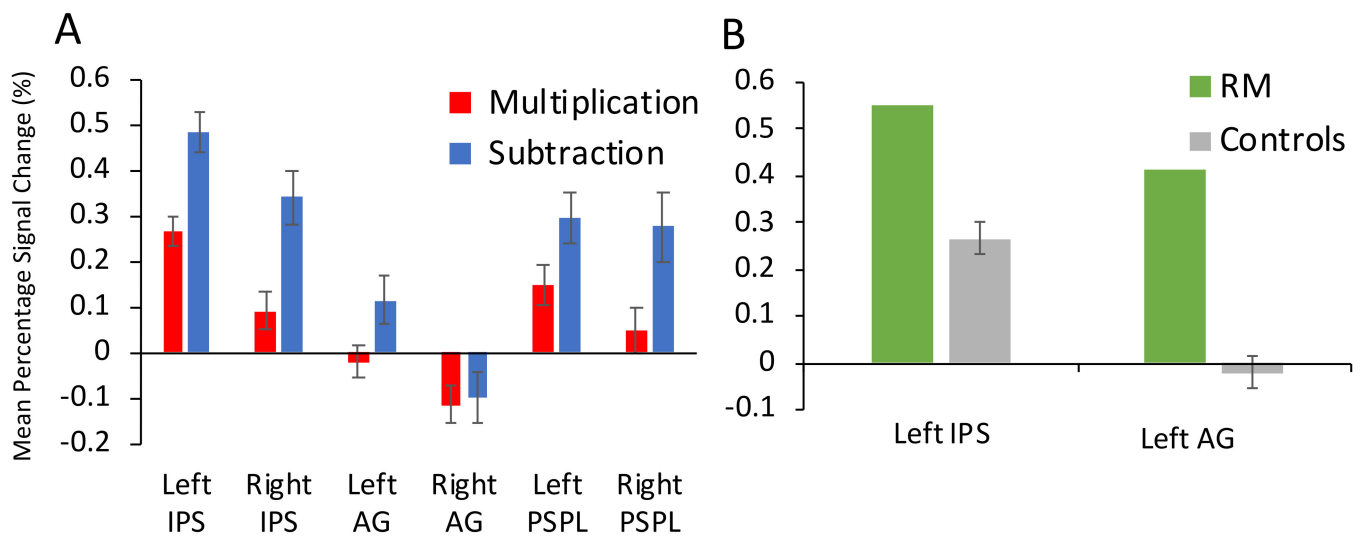 A
Mean Percentage Signal Change (%)
0.6
0.5
0.4
0.3
0.2
0.1
0
-0.1
-0.2
Multiplication
Subtraction
Left IPS
Right IPS
Left AG
Right AG
Left PSPL
Right PSPL
B
0.6
0.5
0.4
0.3
0.2
0.1
0
-0.1
RM
Controls
Left IPS
Left AG